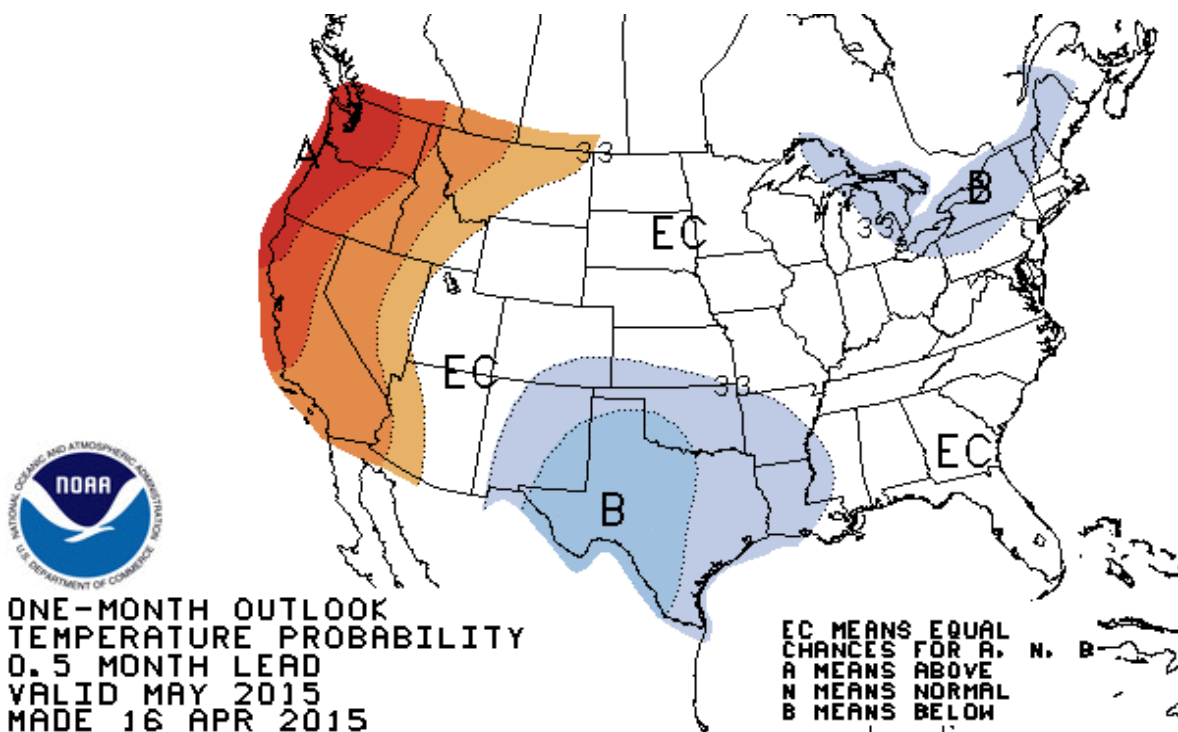 A
33
B
EC
33
EC
33
EC
B
NATIONAL OCEANIC AND ATMOSPHERIC ADMINISTRATION
NOAA
U.S. DEPARTMENT OF COMMERCE
ONE-MONTH OUTLOOK
TEMPERATURE PROBABILITY
0.5 MONTH LEAD
VALID MAY 2015
MADE 16 APR 2015
EC MEANS EQUAL
CHANCES FOR A, N, B
A MEANS ABOVE
N MEANS NORMAL
B MEANS BELOW